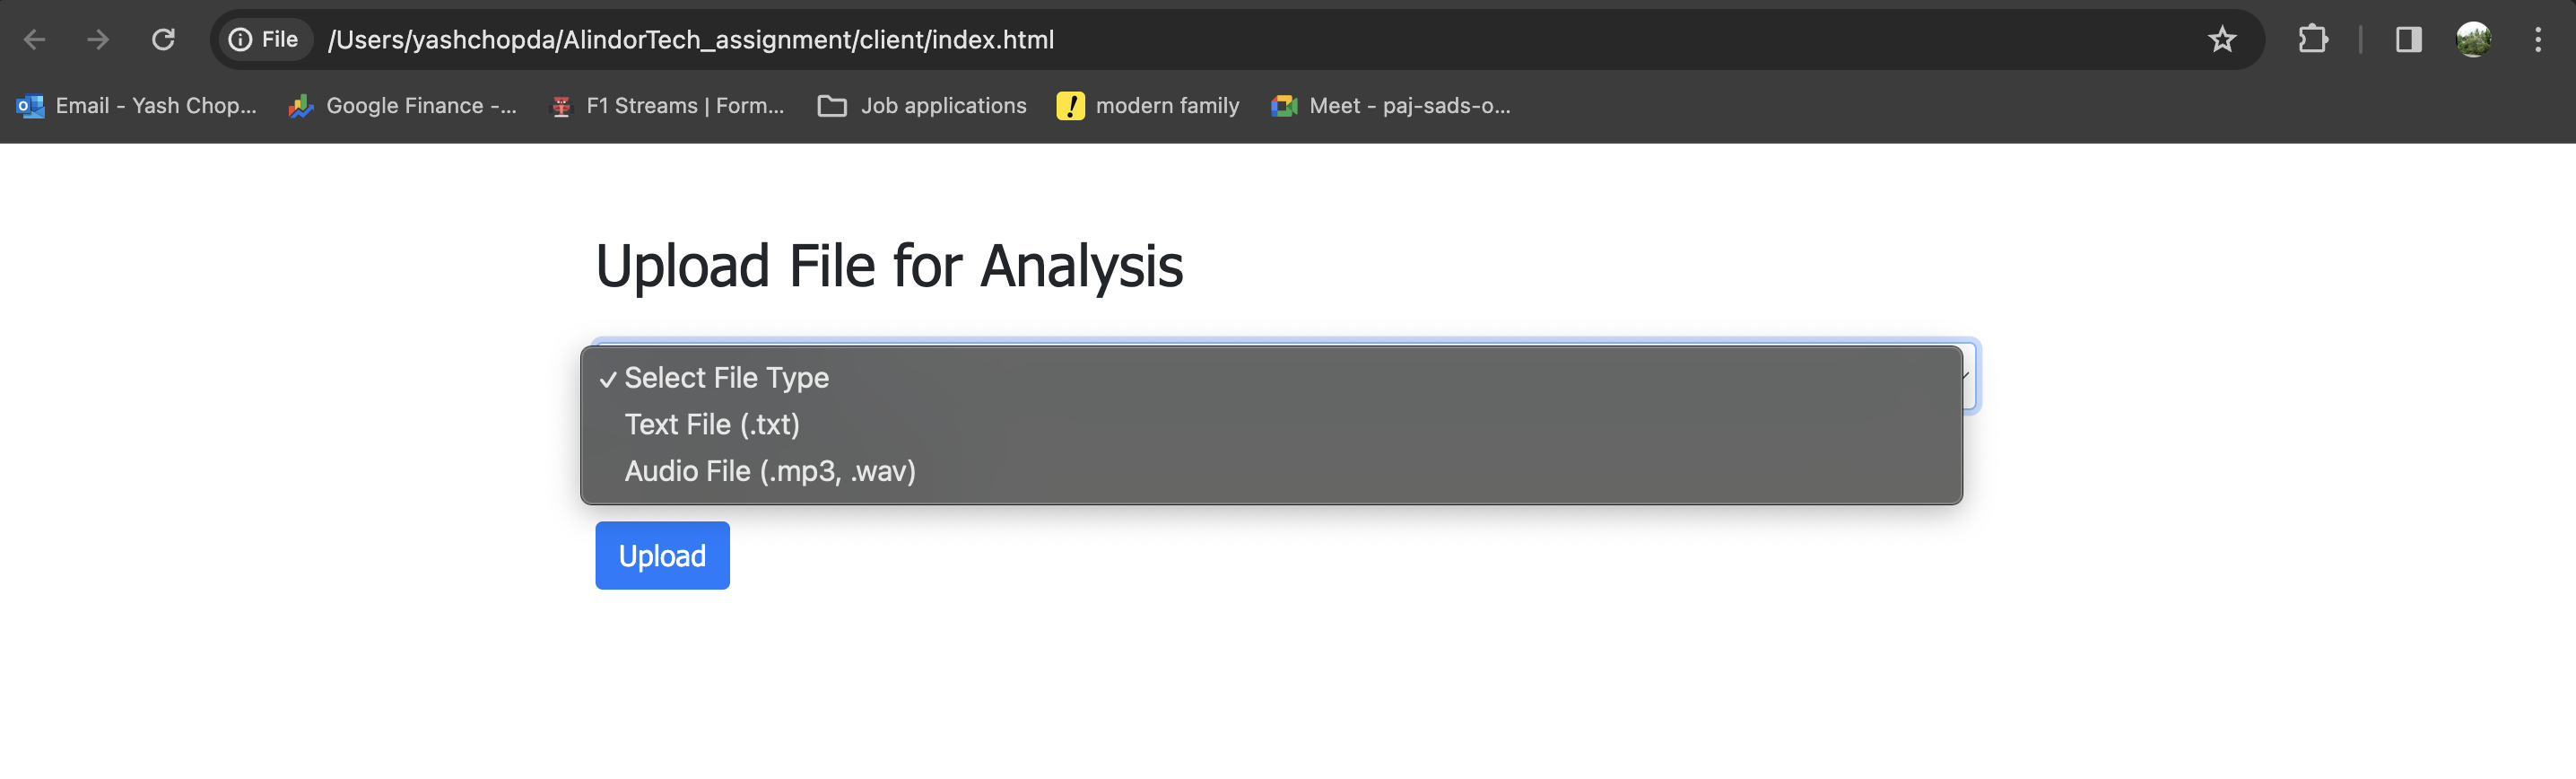 File /Users/yashchopda/AlindorTech_assignment/client/index.html
Email - Yash Chop... Google Finance -... F1 Streams | Form... Job applications modern family Meet - paj-sads-o...
Upload File for Analysis
✓ Select File Type
Text File (.txt)
Audio File (.mp3, .wav)
Upload